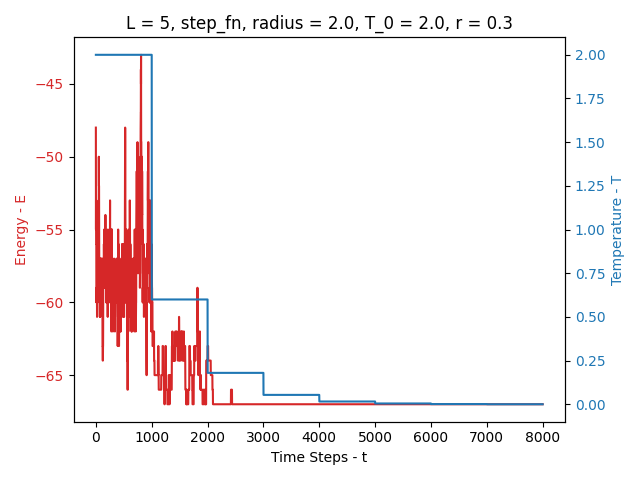 L = 5, step_fn, radius = 2.0, T_0 = 2.0, r = 0.3
Energy - E
−45
−50
−55
−60
−65
2.00
1.75
1.50
1.25
1.00
0.75
0.50
0.25
0.00
Temperature - T
0 1000 2000 3000 4000 5000 6000 7000 8000
Time Steps - t